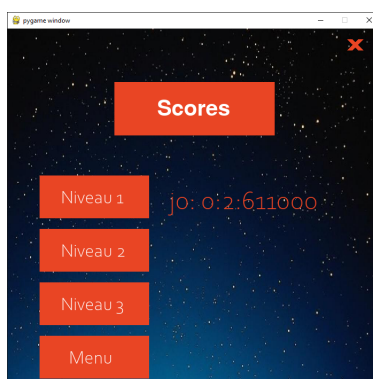 pygame window
Scores
Niveau 1
jo: 0:2:611000
Niveau 2
Niveau 3
Menu